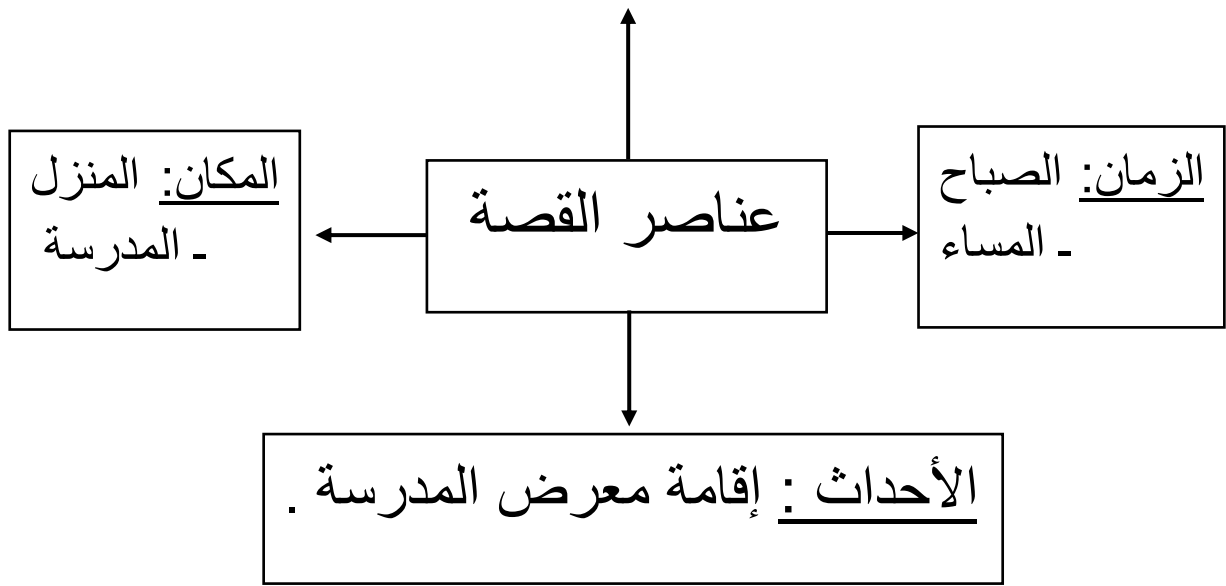 الزمان: الصباح
- المساء
عناصر القصة
المكان: المنزل
- المدرسة
الأحداث : إقامة معرض المدرسة .